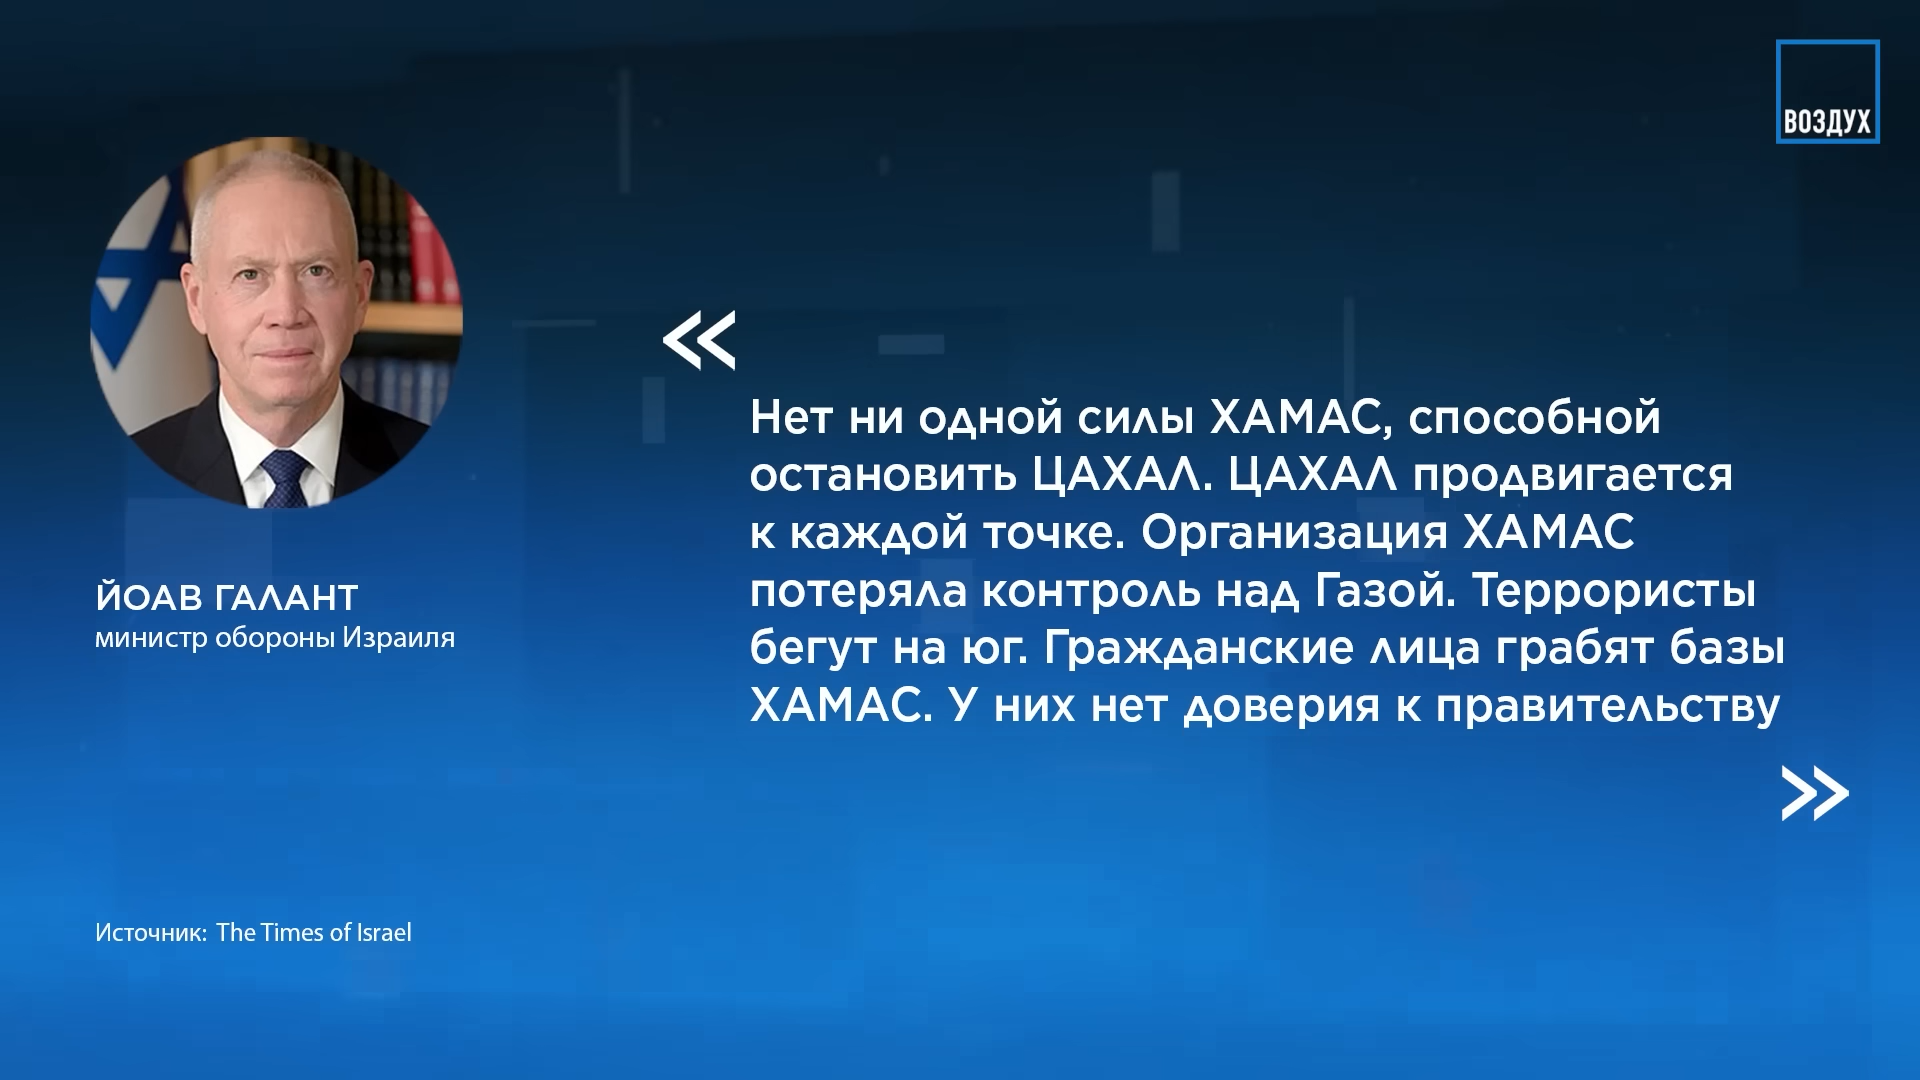 ВОЗДУХ
«
Нет ни одной силы ХАМАС, способной
остановить ЦАХАЛ. ЦАХАЛ продвигается
к каждой точке. Организация ХАМАС
потеряла контроль над Газой. Террористы
бегут на юг. Гражданские лица грабят базы
ХАМАС. У них нет доверия к правительству
»
ЙОАВ ГАЛАНТ
министр обороны Израиля
Источник: The Times of Israel